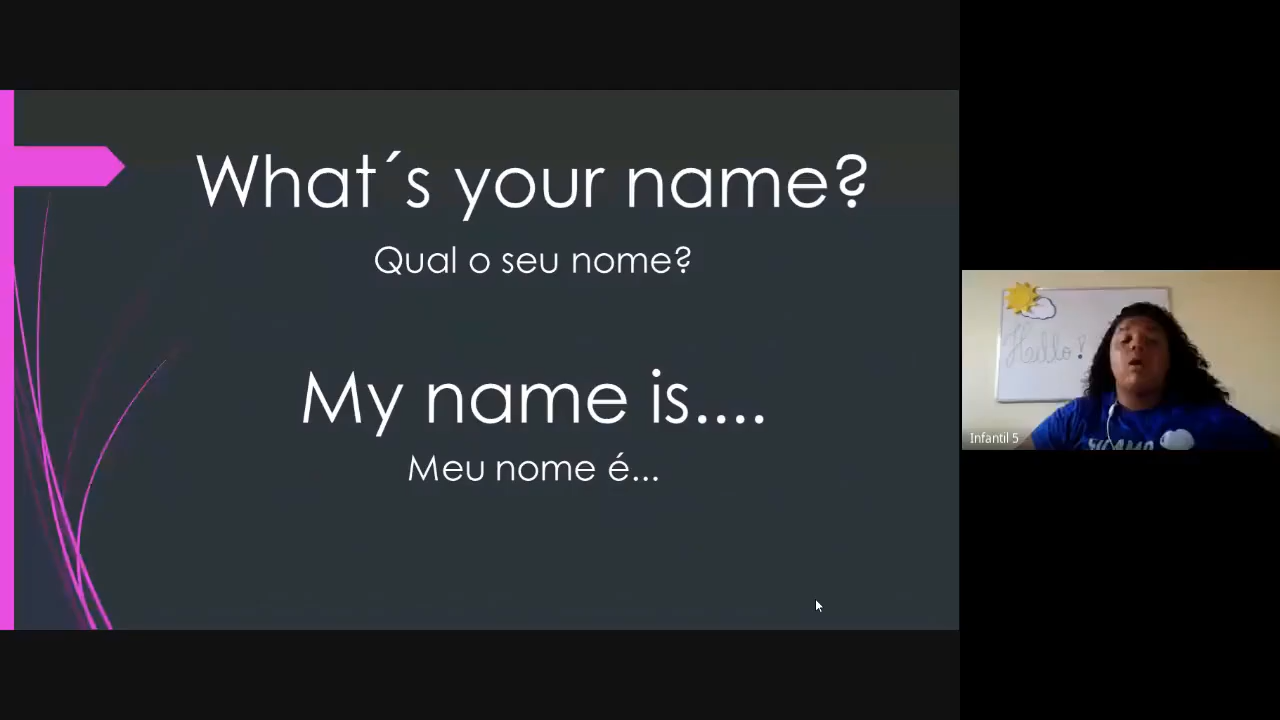 What´s your name?
Qual o seu nome?
My name is....
Meu nome é...
Hello!
Infantil 5